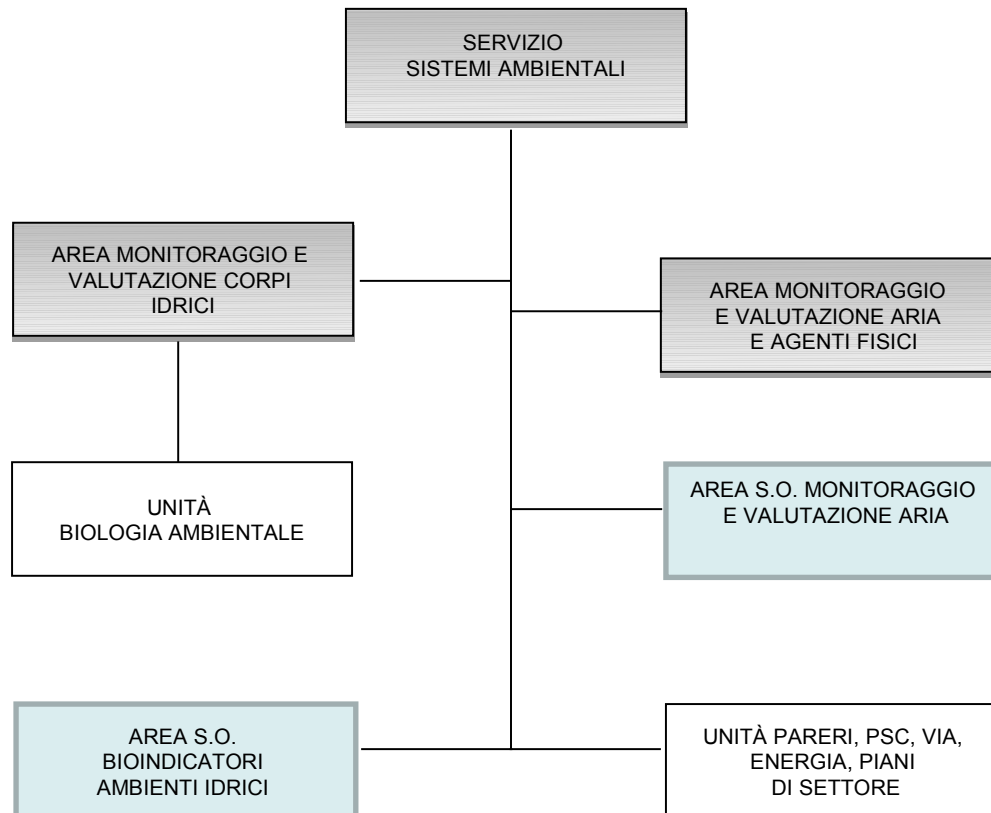 SERVIZIO
SISTEMI AMBIENTALI
AREA MONITORAGGIO E
VALUTAZIONE CORPI
IDRICI
AREA MONITORAGGIO
E VALUTAZIONE ARIA
E AGENTI FISICI
UNITÀ
BIOLOGIA AMBIENTALE
AREA S.O. MONITORAGGIO
E VALUTAZIONE ARIA
AREA S.O.
BIOINDICATORI
AMBIENTI IDRICI
UNITÀ PARERI, PSC, VIA,
ENERGIA, PIANI
DI SETTORE